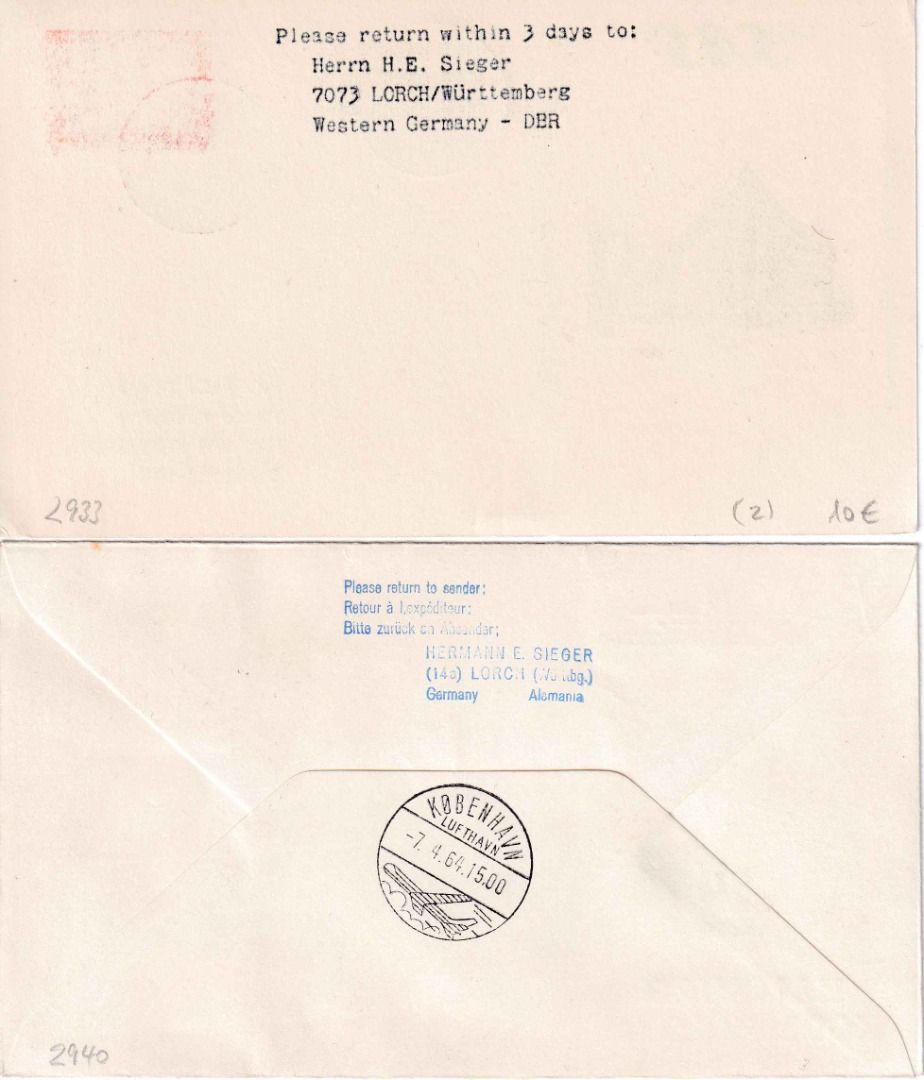 Please return within 3 days to:
Herrn H.E. Sieger
7073 LORCH/Württemberg
Western Germany - DBR
2933
(2)
10€
Please return to sender:
Retour à l,expéditeur:
Bitte zurück an Absender;
HERMANN E. SIEGER
(14a) LORCH (Württbg.)
Germany Alemania
KØBENHAVN
LUFTHAVN
-7. 4.64.15.00
2940